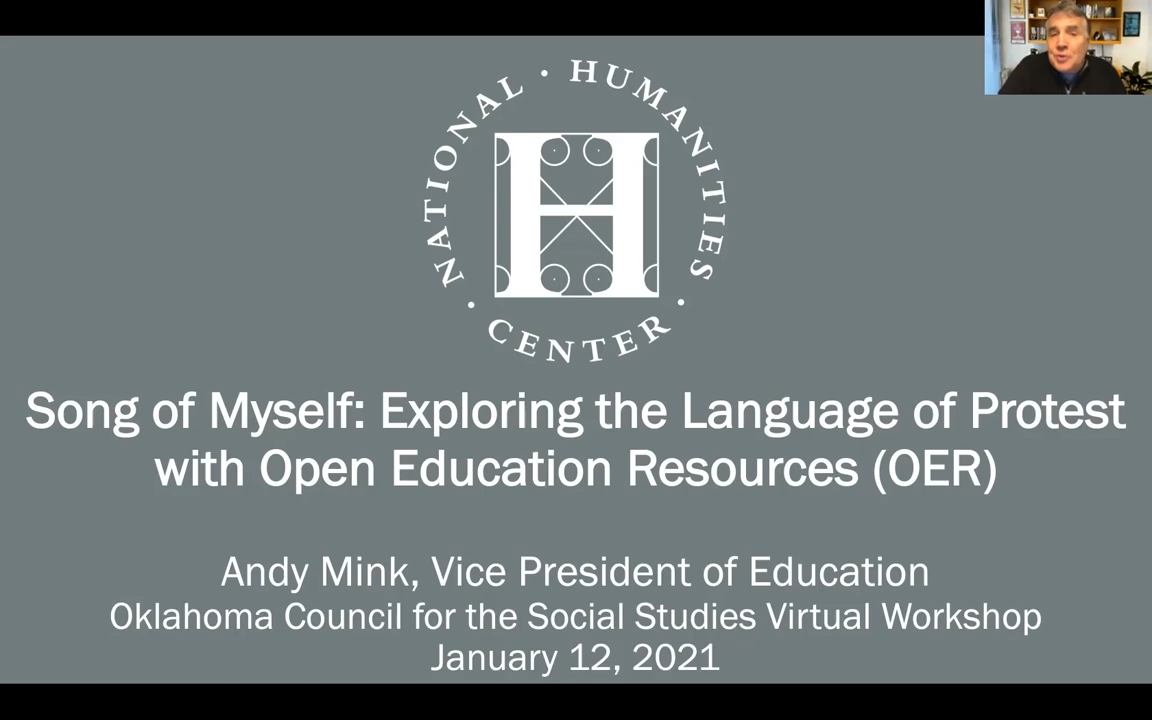 NATIONAL · HUMANITIES · CENTER ·
H
Song of Myself: Exploring the Language of Protest
with Open Education Resources (OER)
Andy Mink, Vice President of Education
Oklahoma Council for the Social Studies Virtual Workshop
January 12, 2021